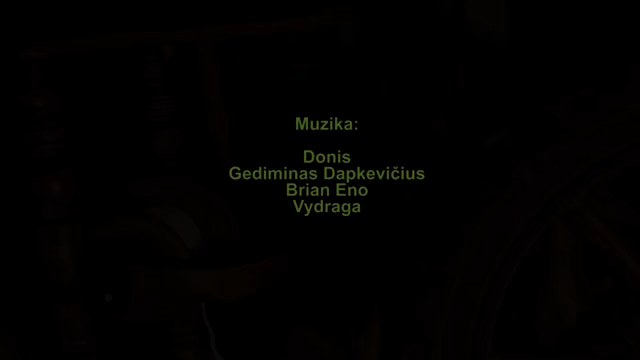 Muzika:
Donis
Gediminas Dapkevičius
Brian Eno
Vydraga